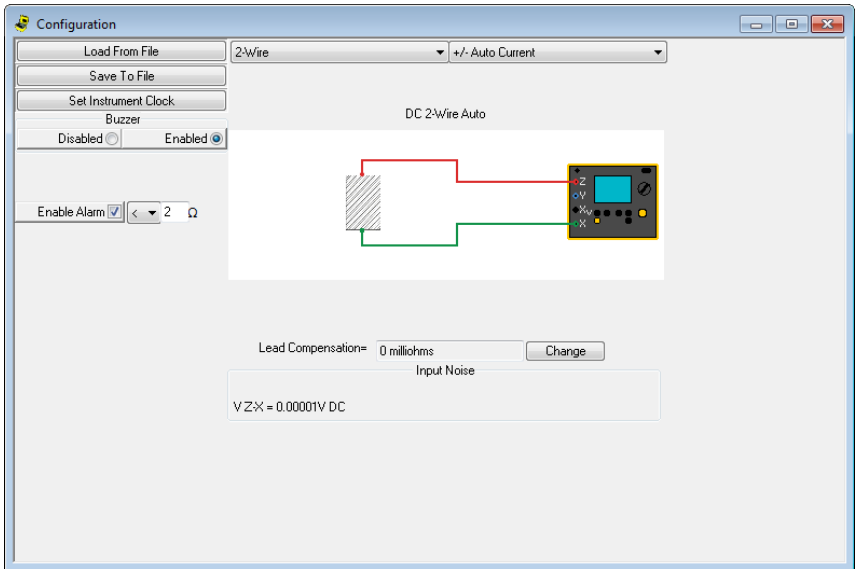 Configuration
Load From File
2-Wire
+/- Auto Current
Save To File
Set Instrument Clock
Buzzer
Disabled
Enabled
DC 2-Wire Auto
Z
Y
Xv
X
Enable Alarm
<
2
Ω
Lead Compensation=
0 milliohms
Change
Input Noise
V Z-X = 0.00001V DC